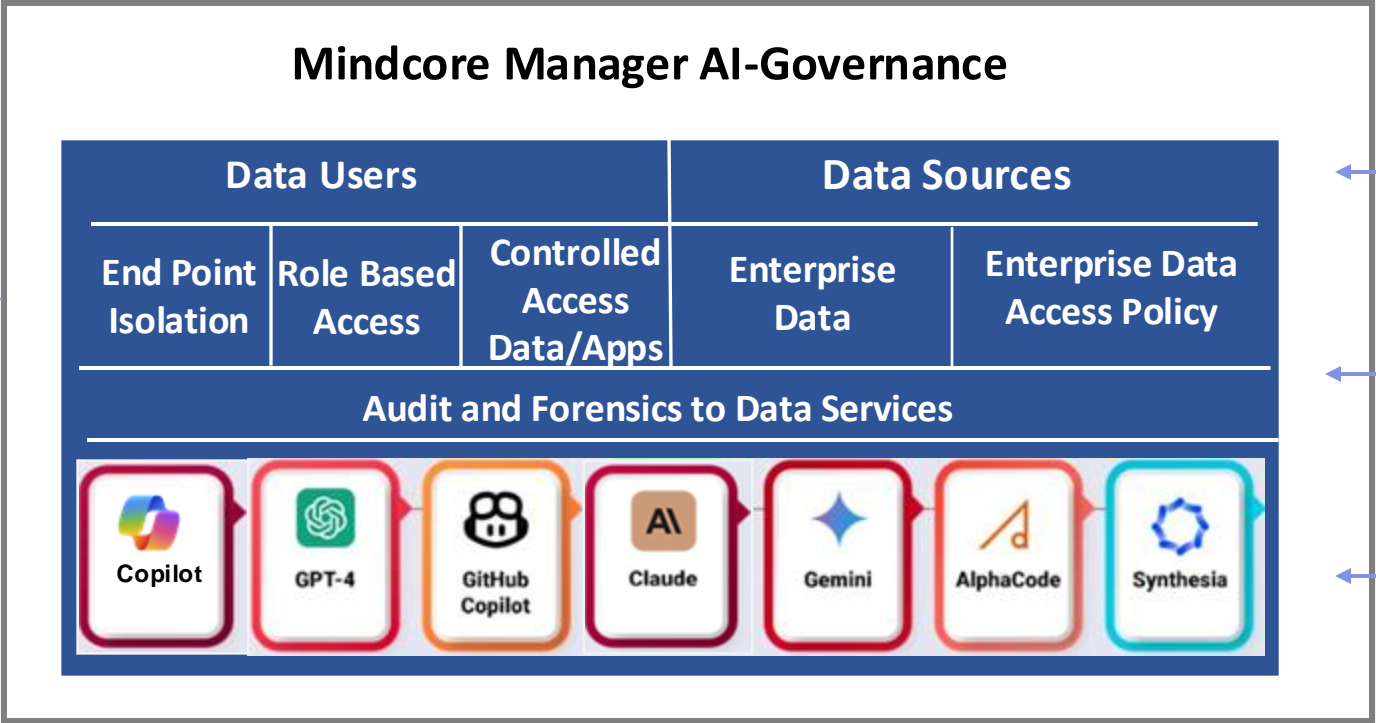 Mindcore Manager AI-Governance
Data Users
Data Sources
End Point
Isolation
Role Based
Access
Controlled
Access
Data/Apps
Enterprise
Data
Enterprise Data
Access Policy
Audit and Forensics to Data Services
Copilot
GPT-4
GitHub
Copilot
Claude
Gemini
AlphaCode
Synthesia